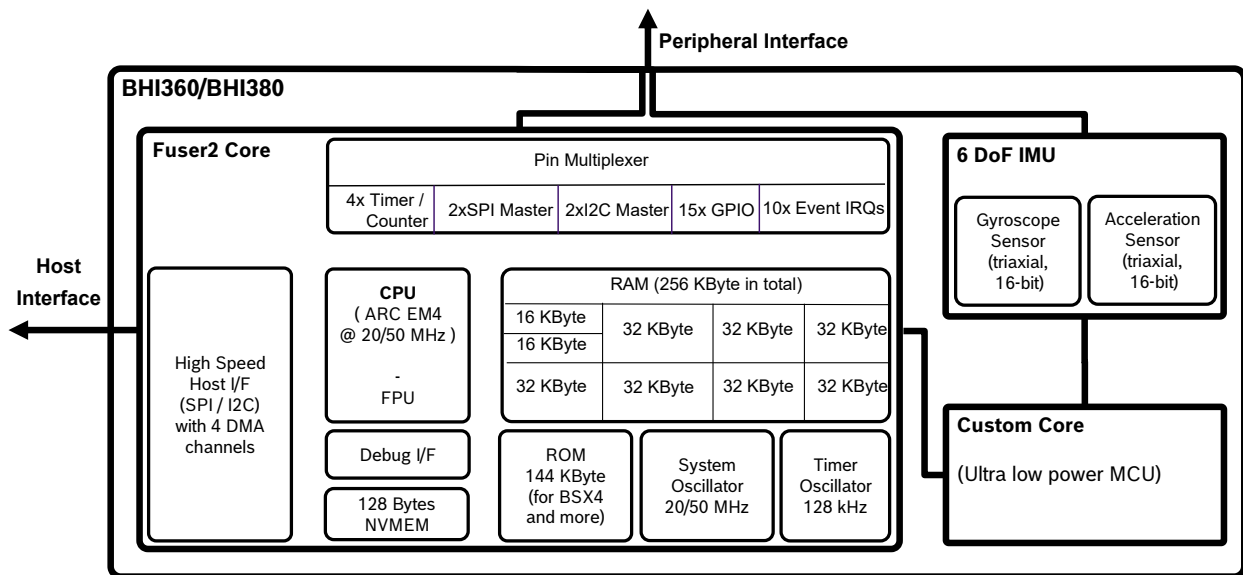 Peripheral Interface
BHI360/BHI380
Fuser2 Core
Pin Multiplexer
4x Timer /
Counter
2xSPI Master
2xI2C Master
15x GPIO
10x Event IRQs
6 DoF IMU
Gyroscope
Sensor
(triaxial,
16-bit)
Acceleration
Sensor
(triaxial,
16-bit)
Host
Interface
High Speed
Host I/F
(SPI / I2C)
with 4 DMA
channels
CPU
( ARC EM4
@ 20/50 MHz )
-
FPU
RAM (256 KByte in total)
16 KByte
16 KByte
32 KByte
32 KByte
32 KByte
32 KByte
32 KByte
32 KByte
32 KByte
Debug I/F
128 Bytes
NVMEM
ROM
144 KByte
(for BSX4
and more)
System
Oscillator
20/50 MHz
Timer
Oscillator
128 kHz
Custom Core
(Ultra low power MCU)